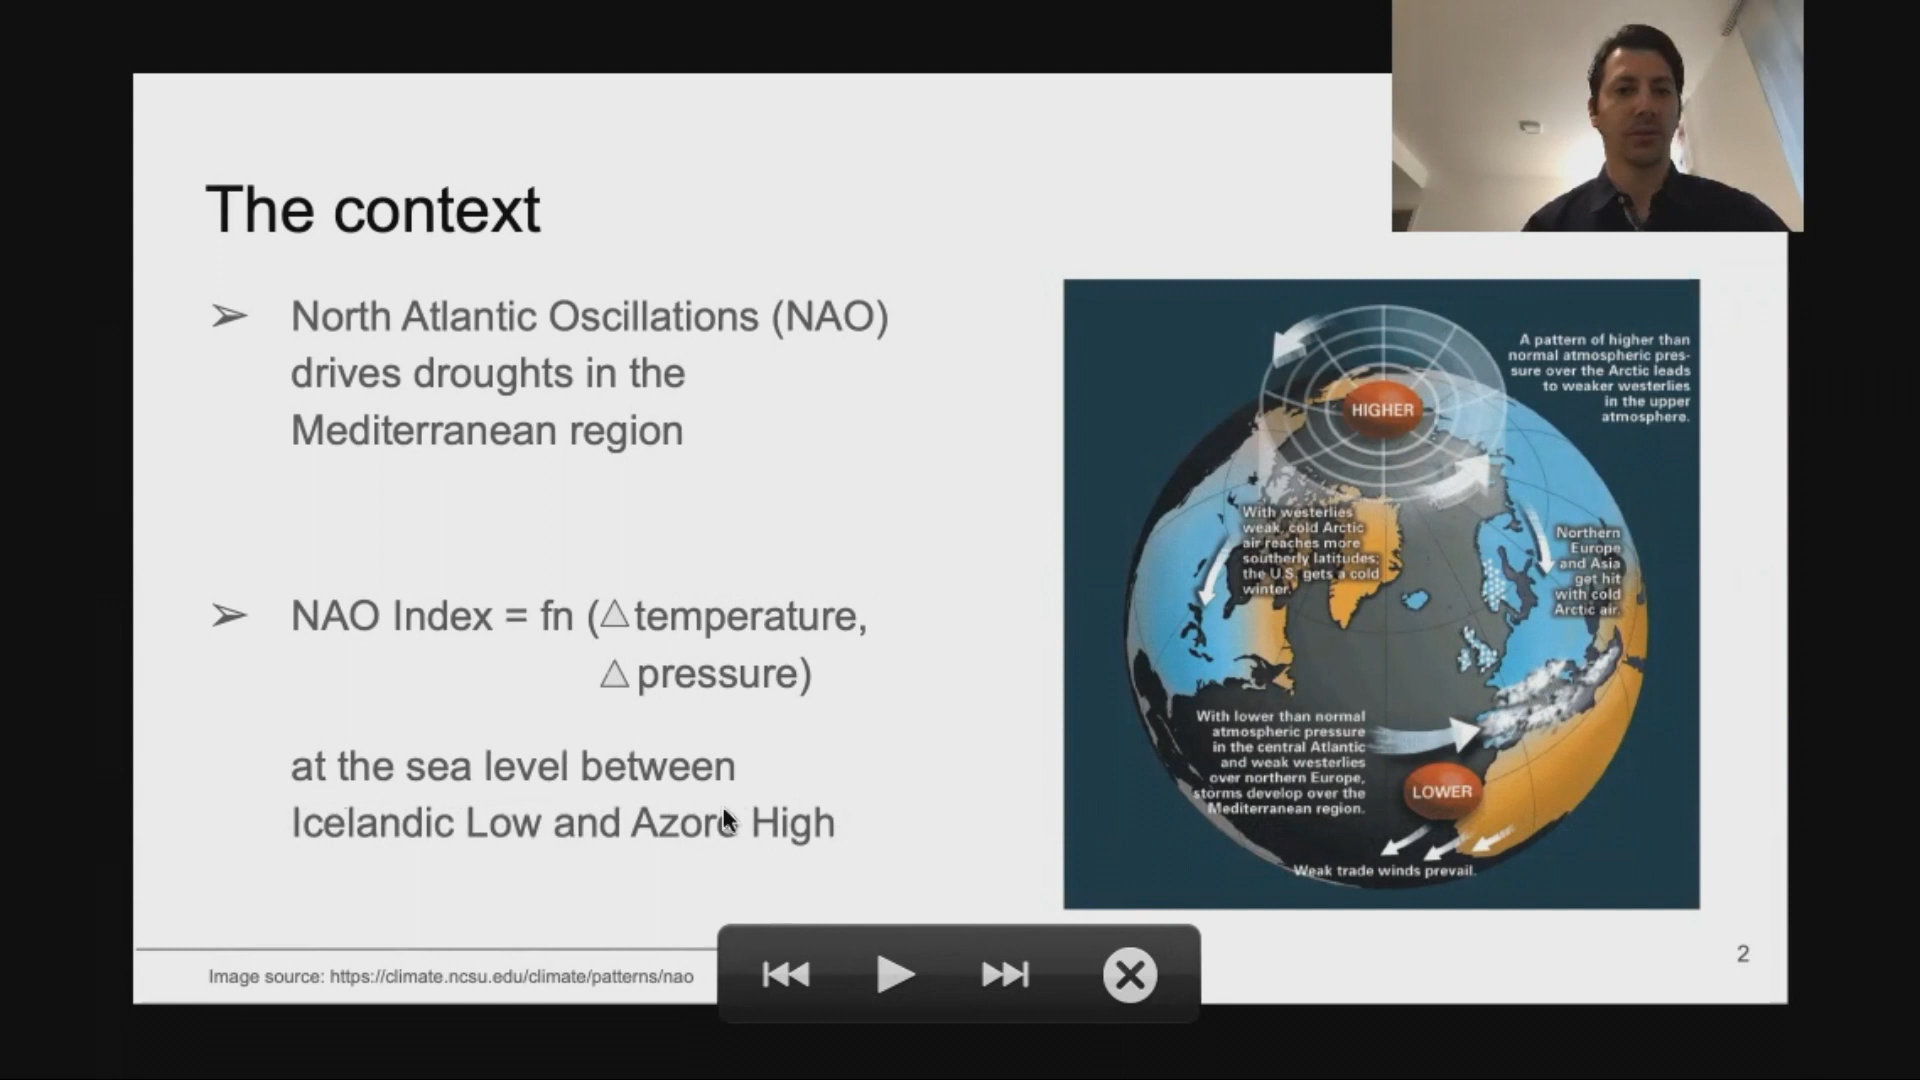 The context
➢ North Atlantic Oscillations (NAO)
drives droughts in the
Mediterranean region
➢ NAO Index = fn (△temperature,
△pressure)
at the sea level between
Icelandic Low and Azore High
A pattern of higher than
normal atmospheric pres-
sure over the Arctic leads
to weaker westerlies
in the upper
atmosphere.
HIGHER
With westerlies
weak, cold Arctic
air reaches more
southerly latitudes;
the U.S. gets a cold
winter.
Northern
Europe
and Asia
get hit
with cold
Arctic air.
With lower than normal
atmospheric pressure
in the central Atlantic
and weak westerlies
over northern Europe,
storms develop over the
Mediterranean region.
LOWER
Weak trade winds prevail.
Image source: https://climate.ncsu.edu/climate/patterns/nao
2